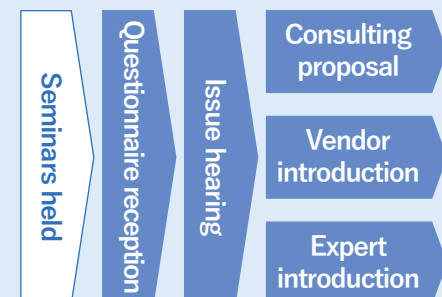 Seminars held
Questionnaire reception
Issue hearing
Consulting
proposal
Vendor
introduction
Expert
introduction